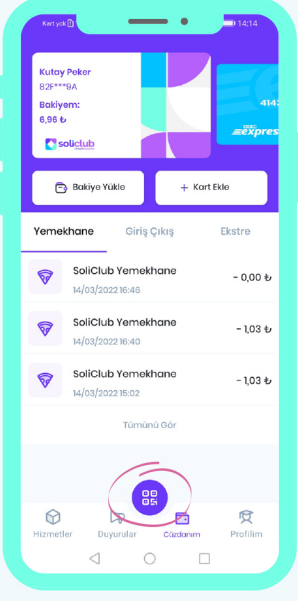 Kart yok
14:14
Kutay Peker
82F***9A
Bakiyem:
6,96 ₺
soliclub
414
express
Bakiye Yükle
+ Kart Ekle
Yemekhane
Giriş Çıkış
Ekstre
SoliClub Yemekhane
14/03/2022 16:46
- 0,00 ₺
SoliClub Yemekhane
14/03/2022 16:40
- 1,03 ₺
SoliClub Yemekhane
14/03/2022 15:02
- 1,03 ₺
Tümünü Gör
Hizmetler
Duyurular
Cüzdanım
Profilim